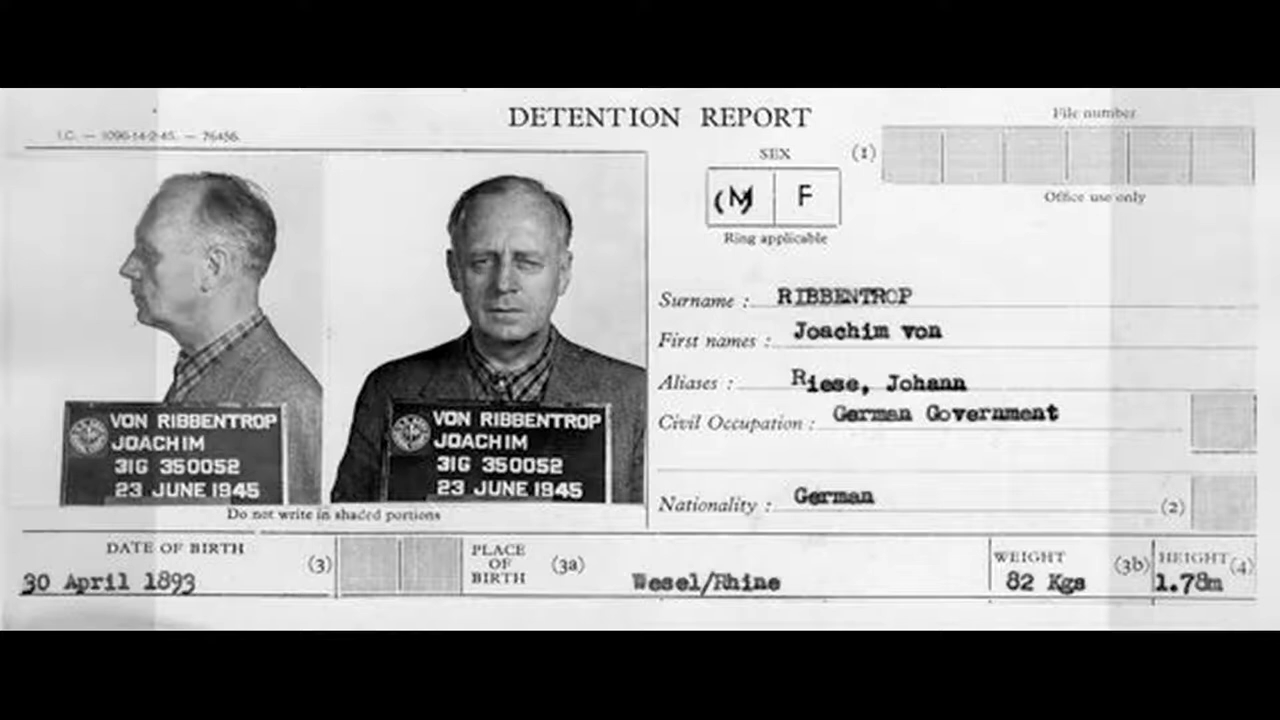 DETENTION REPORT
File number
I.C. — 1096-14-2-45. — 76456.
SEX
(1)
(M) F
Office use only
Ring applicable
Surname : RIBBENTROP
First names : Joachim von
Aliases : Riese, Johann
Civil Occupation : German Government
Nationality : German (2)
VON RIBBENTROP
JOACHIM
31G 350052
23 JUNE 1945
VON RIBBENTROP
JOACHIM
31G 350052
23 JUNE 1945
Do not write in shaded portions
DATE OF BIRTH (3)
30 April 1893
PLACE
OF
BIRTH
(3a)
Wesel/Rhine
WEIGHT (3b)
82 Kgs
HEIGHT (4)
1.78m